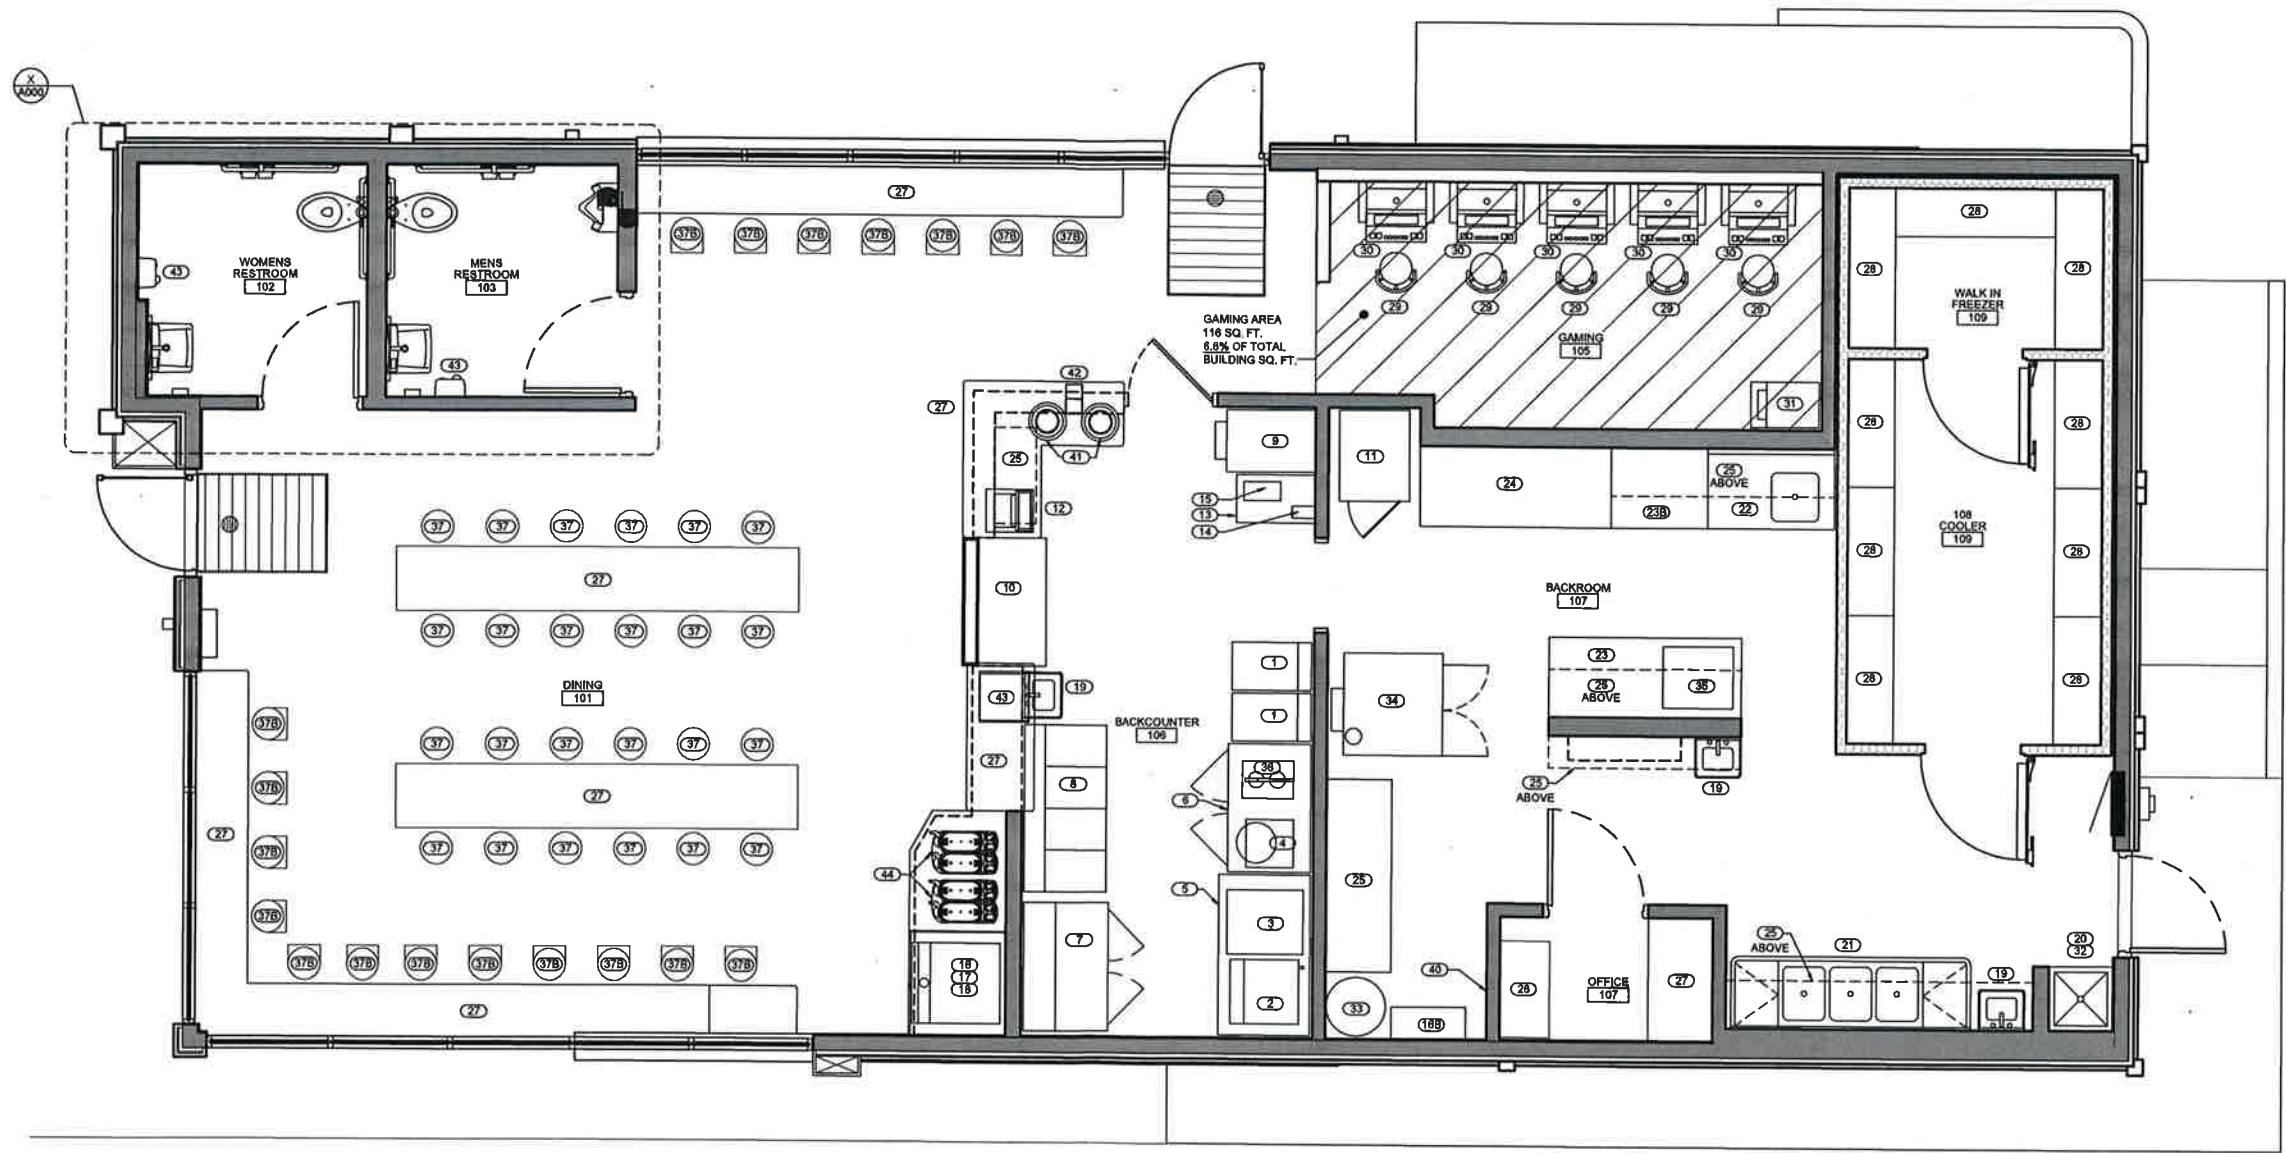 X
A000
27
37B 37B 37B 37B 37B 37B 37B
43
WOMENS
RESTROOM
102
MENS
RESTROOM
103
43
30 30 30 30 30
29 29 29 29 29
GAMING AREA
116 SQ. FT.
6.6% OF TOTAL
BUILDING SQ. FT.
GAMING
105
31
28
28 28
WALK IN
FREEZER
109
28 28
108
COOLER
109
28 28
28 28
42
27
41
25
12
9
15
13
14
11
24
23B
25
ABOVE
22
37 37 37 37 37 37
27
37 37 37 37 37 37
DINING
101
37 37 37 37 37 37
27
37 37 37 37 37 37
10
43
19
27
BACKCOUNTER
106
1
1
8
36
6
4
44
5
3
7
2
16
17
18
BACKROOM
107
23
26
ABOVE
35
34
25
ABOVE
19
25
40
33
16B
OFFICE
107
26
27
25
ABOVE
21
19
20
32
37B
37B
37B
37B
27
37B 37B 37B 37B 37B 37B 37B 37B
27